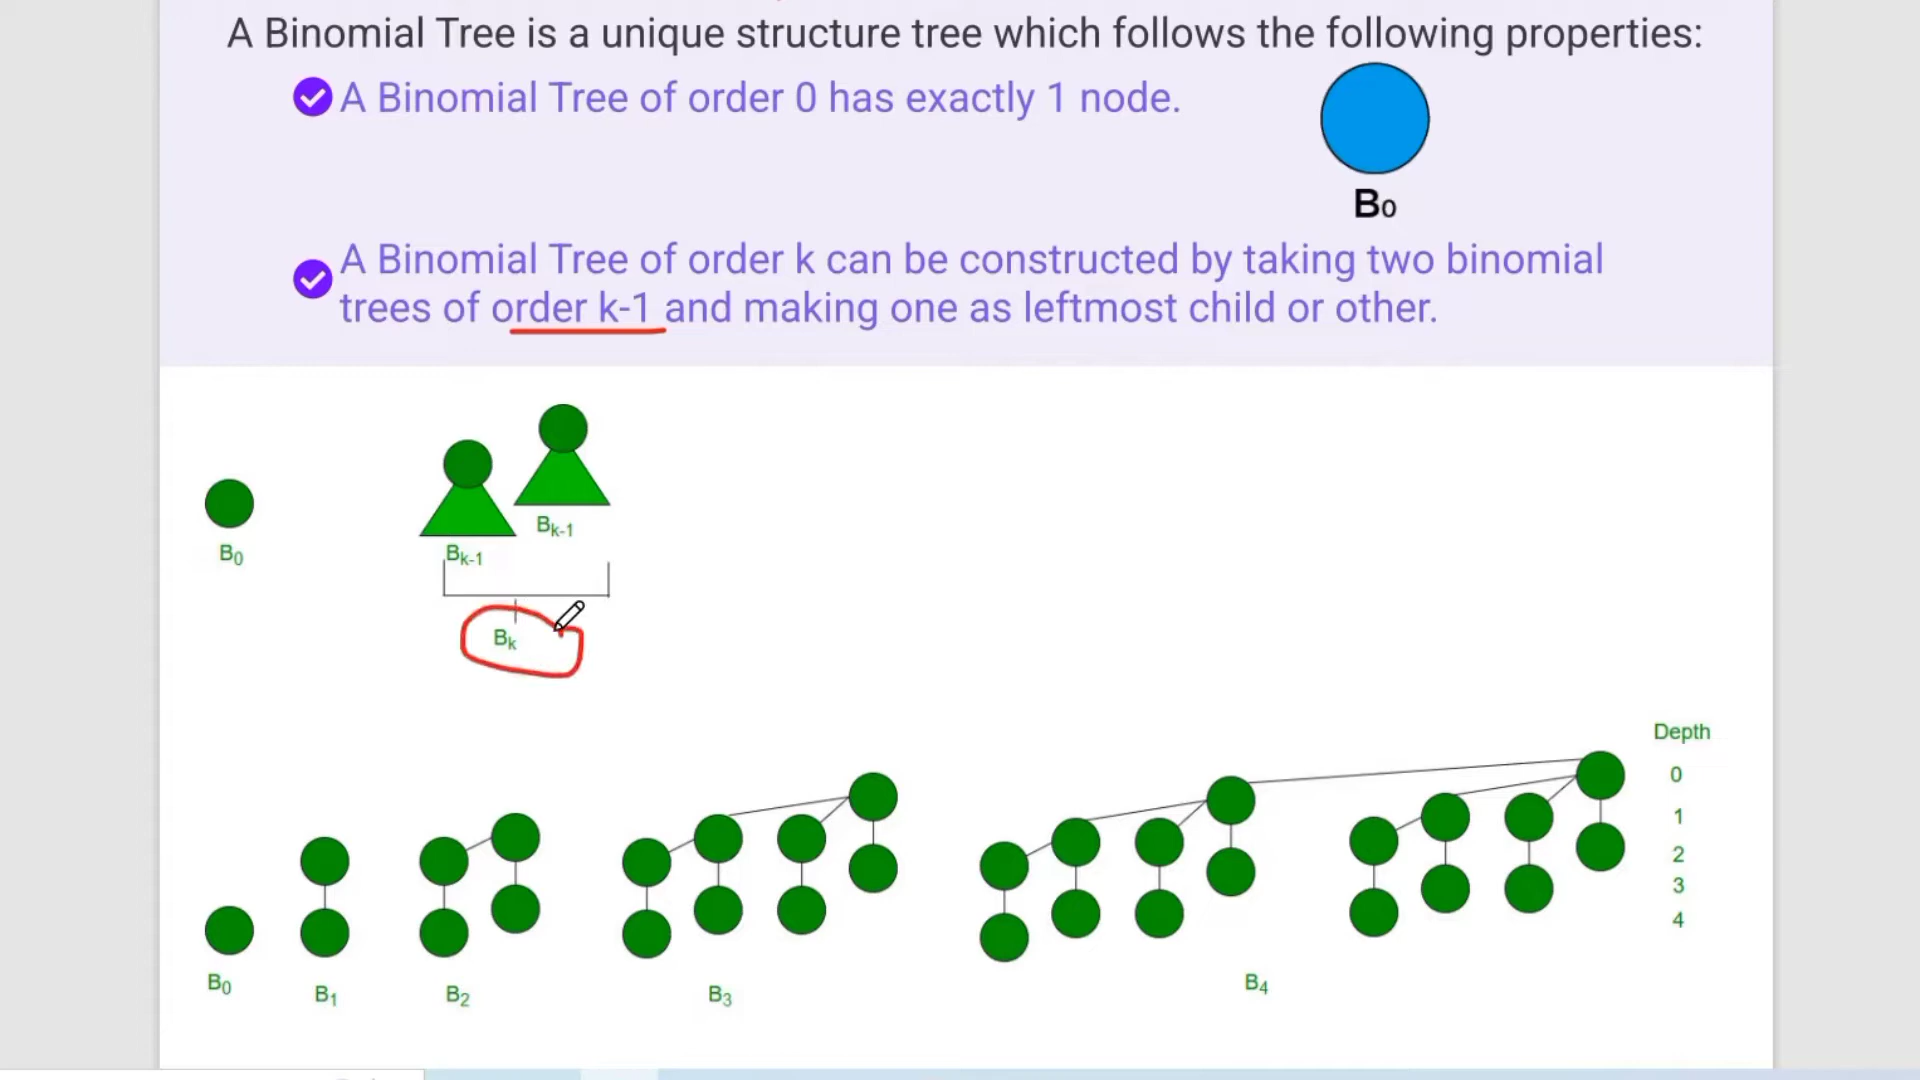 A Binomial Tree is a unique structure tree which follows the following properties:
A Binomial Tree of order 0 has exactly 1 node.
B0
A Binomial Tree of order k can be constructed by taking two binomial
trees of order k-1 and making one as leftmost child or other.
B0
Bk-1
Bk-1
Bk
Depth
0
1
2
3
4
B0
B1
B2
B3
B4